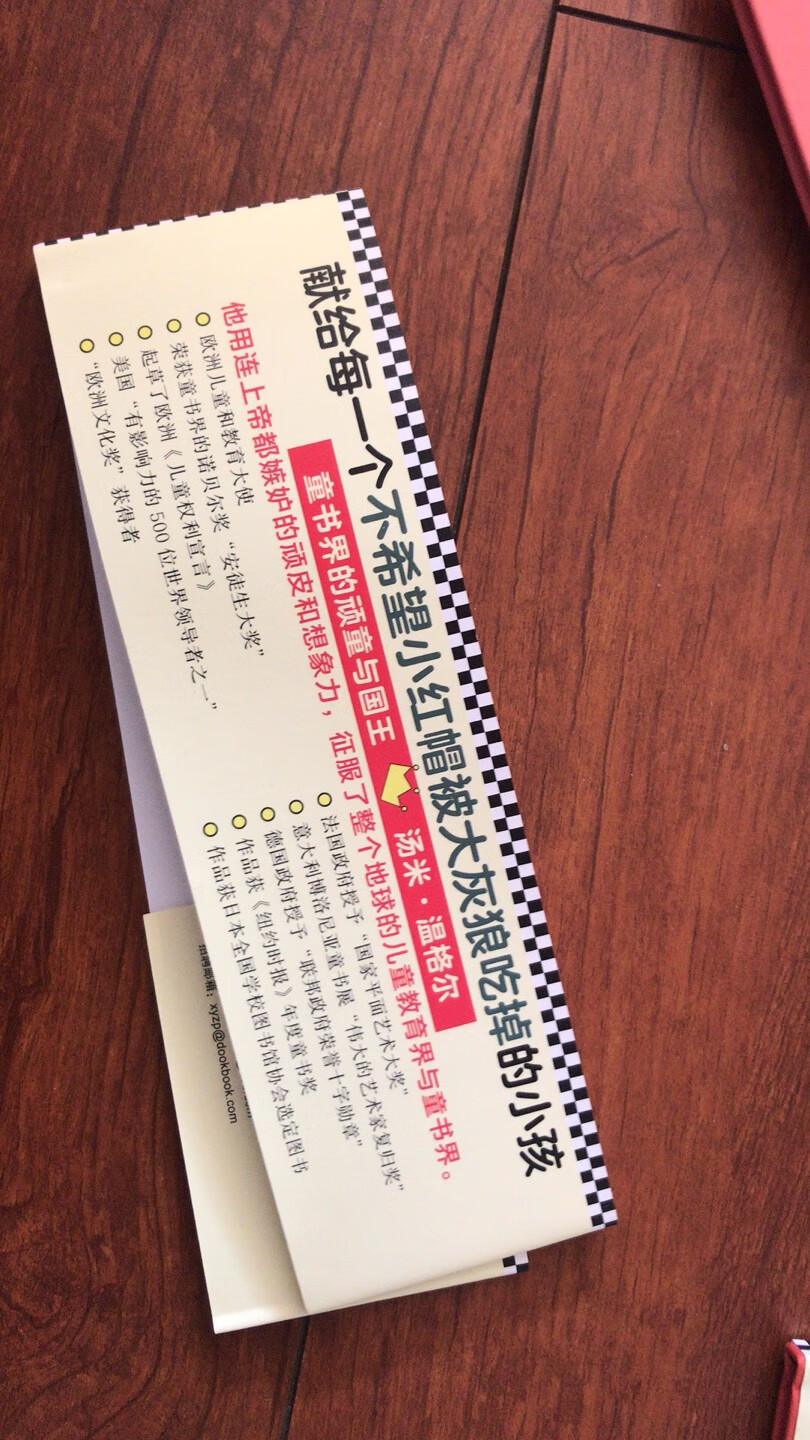 献给每一个不希望小红帽被大灰狼吃掉的小孩
童书界的顽童与国王 汤米·温格尔
他用连上帝都嫉妒的顽皮和想象力，征服了整个地球的儿童教育界与童书界。
欧洲儿童和教育大使
荣获童书界的诺贝尔奖“安徒生大奖”
起草了欧洲《儿童权利宣言》
美国“有影响力的500位世界领导者之一”
“欧洲文化奖”获得者
法国政府授予“国家平面艺术大奖”
意大利博洛尼亚童书展“伟大的艺术家复归奖”
德国政府授予“联邦政府荣誉十字勋章”
作品获《纽约时报》年度童书奖
作品获日本全国学校图书馆协会选定图书
招聘邮箱：xyzp@dookbook.com